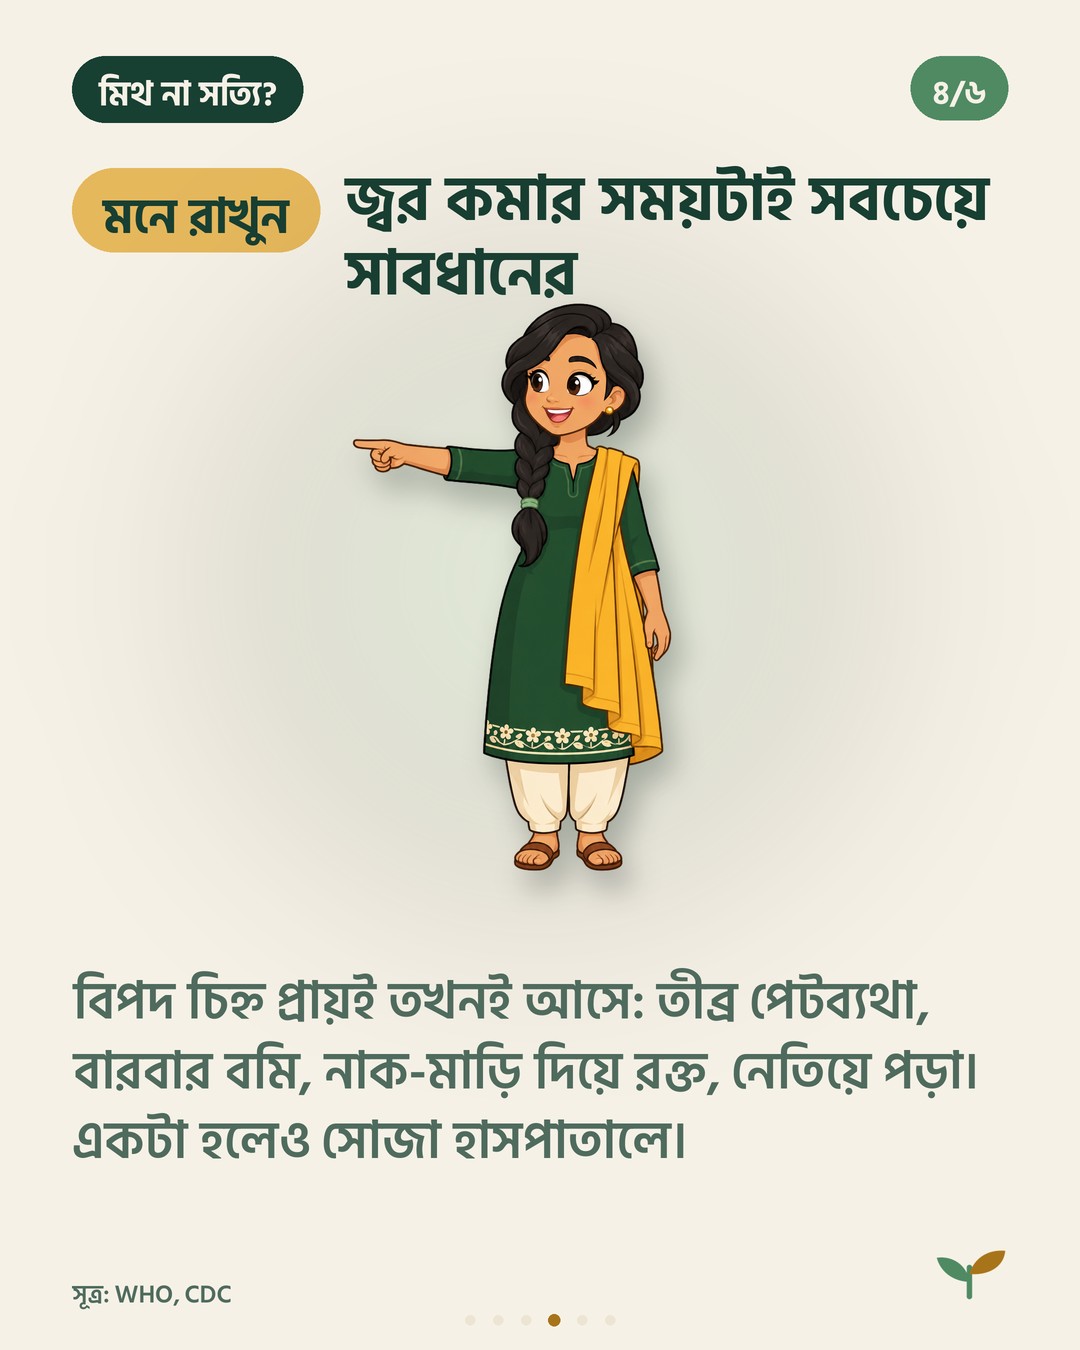 মিথ না সত্যি?
৪/৬
মনে রাখুন
জ্বর কমার সময়টাই সবচেয়ে
সাবধানের
বিপদ চিহ্ন প্রায়ই তখনই আসে: তীব্র পেটব্যথা,
বারবার বমি, নাক-মাড়ি দিয়ে রক্ত, নেতিয়ে পড়া।
একটা হলেও সোজা হাসপাতালে।
সূত্র: WHO, CDC